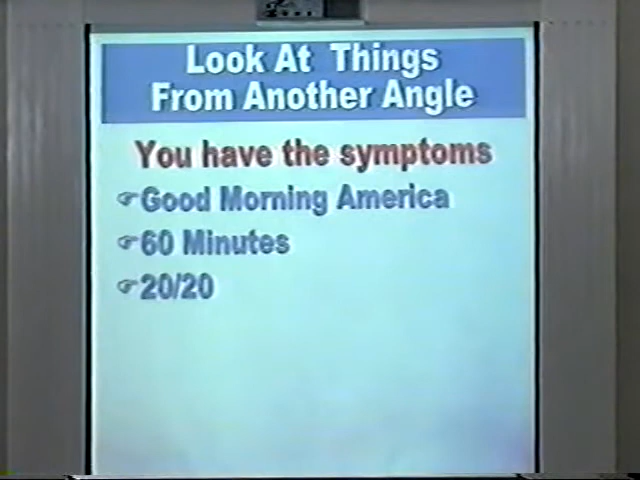 Look At Things
From Another Angle
You have the symptoms
Good Morning America
60 Minutes
20/20